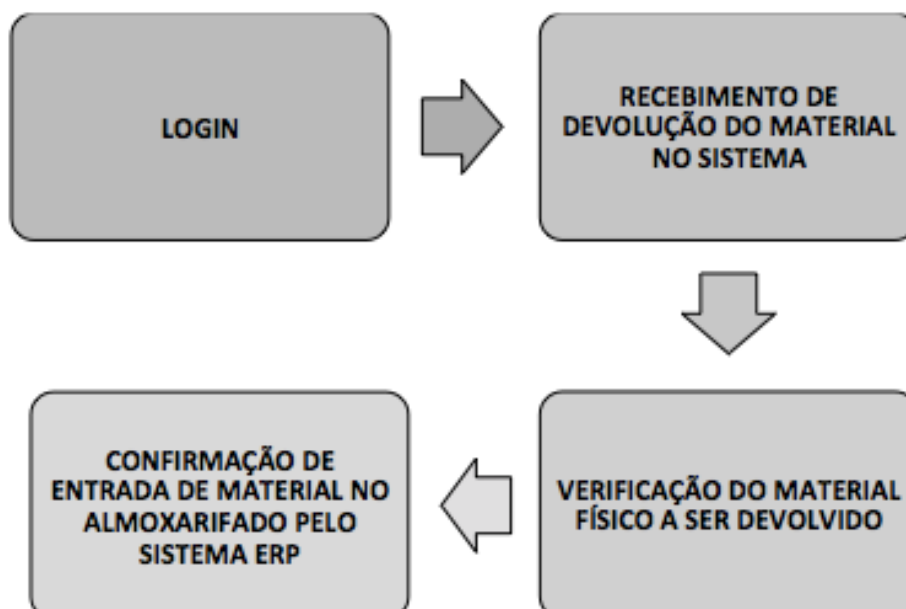 LOGIN
RECEBIMENTO DE
DEVOLUÇÃO DO MATERIAL
NO SISTEMA
VERIFICAÇÃO DO MATERIAL
FÍSICO A SER DEVOLVIDO
CONFIRMAÇÃO DE
ENTRADA DE MATERIAL NO
ALMOXARIFADO PELO
SISTEMA ERP